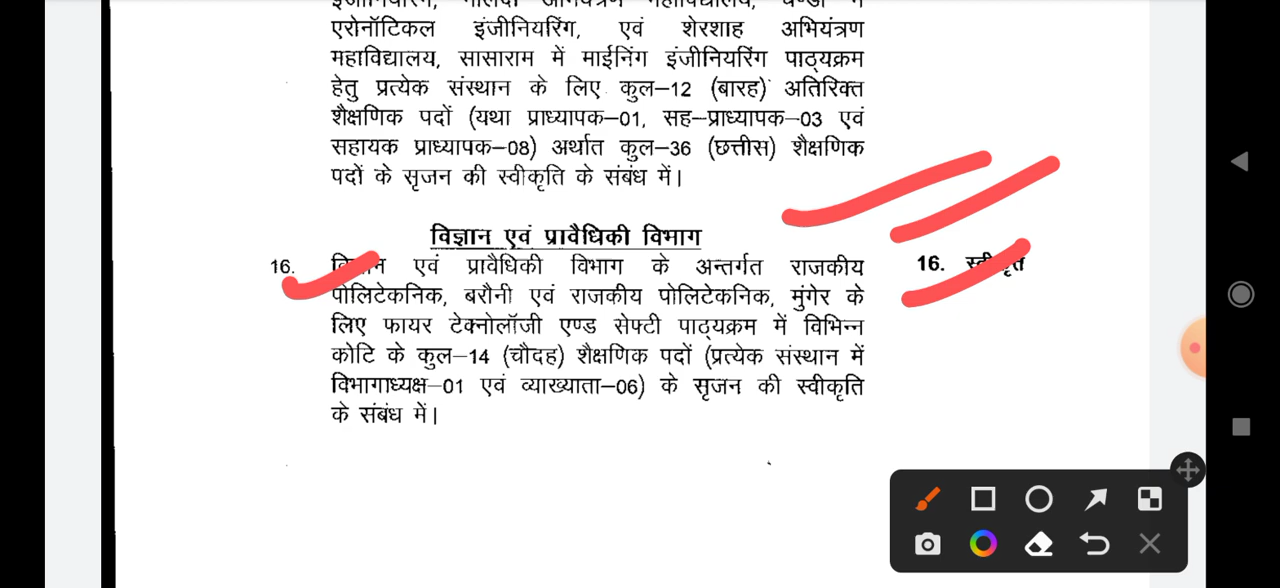 एरोनॉटिकल इंजीनियरिंग, एवं शेरशाह अभियंत्रण
महाविद्यालय, सासाराम में माईनिंग इंजीनियरिंग पाठ्यक्रम
हेतु प्रत्येक संस्थान के लिए कुल–12 (बारह) अतिरिक्त
शैक्षणिक पदों (यथा प्राध्यापक–01, सह–प्राध्यापक–03 एवं
सहायक प्राध्यापक–08) अर्थात कुल–36 (छत्तीस) शैक्षणिक
पदों के सृजन की स्वीकृति के संबंध में।
विज्ञान एवं प्रावैधिकी विभाग
16. विज्ञान एवं प्रावैधिकी विभाग के अन्तर्गत राजकीय 16. स्वीकृत
पोलिटेकनिक, बरौनी एवं राजकीय पोलिटेकनिक, मुंगेर के
लिए फायर टेक्नोलॉजी एण्ड सेफ्टी पाठ्यक्रम में विभिन्न
कोटि के कुल–14 (चौदह) शैक्षणिक पदों (प्रत्येक संस्थान में
विभागाध्यक्ष–01 एवं व्याख्याता–06) के सृजन की स्वीकृति
के संबंध में।